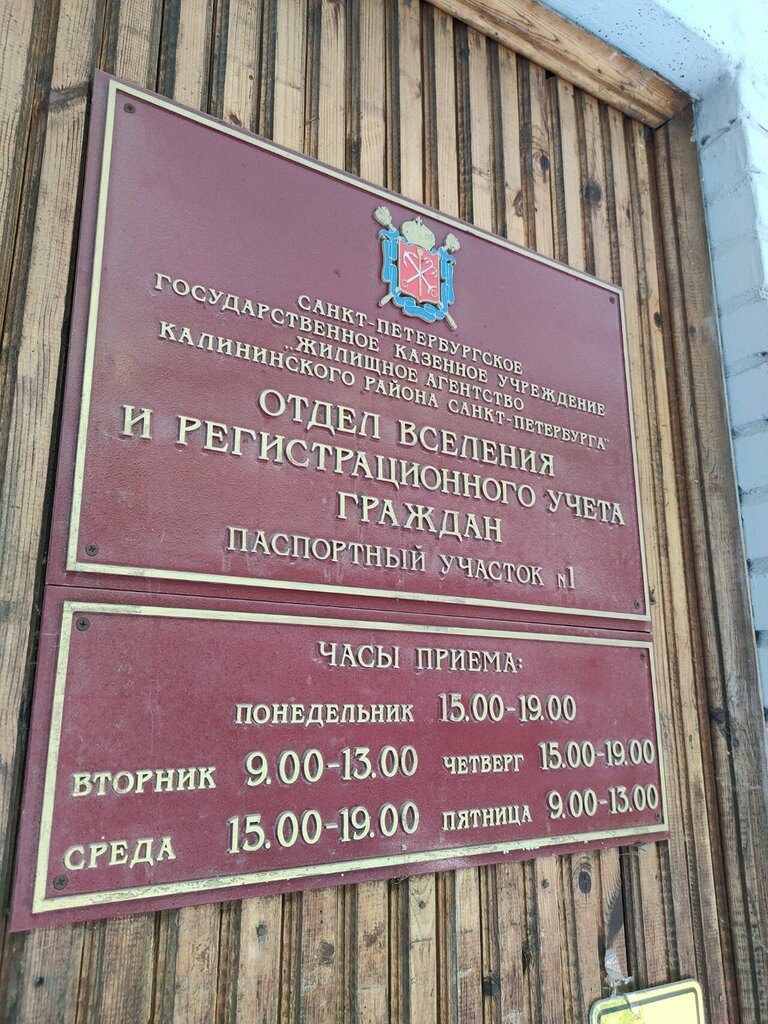 САНКТ-ПЕТЕРБУРГСКОЕ
ГОСУДАРСТВЕННОЕ КАЗЕННОЕ УЧРЕЖДЕНИЕ
„ЖИЛИЩНОЕ АГЕНТСТВО
КАЛИНИНСКОГО РАЙОНА САНКТ-ПЕТЕРБУРГА"
ОТДЕЛ ВСЕЛЕНИЯ
И РЕГИСТРАЦИОННОГО УЧЕТА
ГРАЖДАН
ПАСПОРТНЫЙ УЧАСТОК N1
ЧАСЫ ПРИЕМА:
ПОНЕДЕЛЬНИК 15.00-19.00
ВТОРНИК 9.00-13.00 ЧЕТВЕРГ 15.00-19.00
СРЕДА 15.00-19.00 ПЯТНИЦА 9.00-13.00